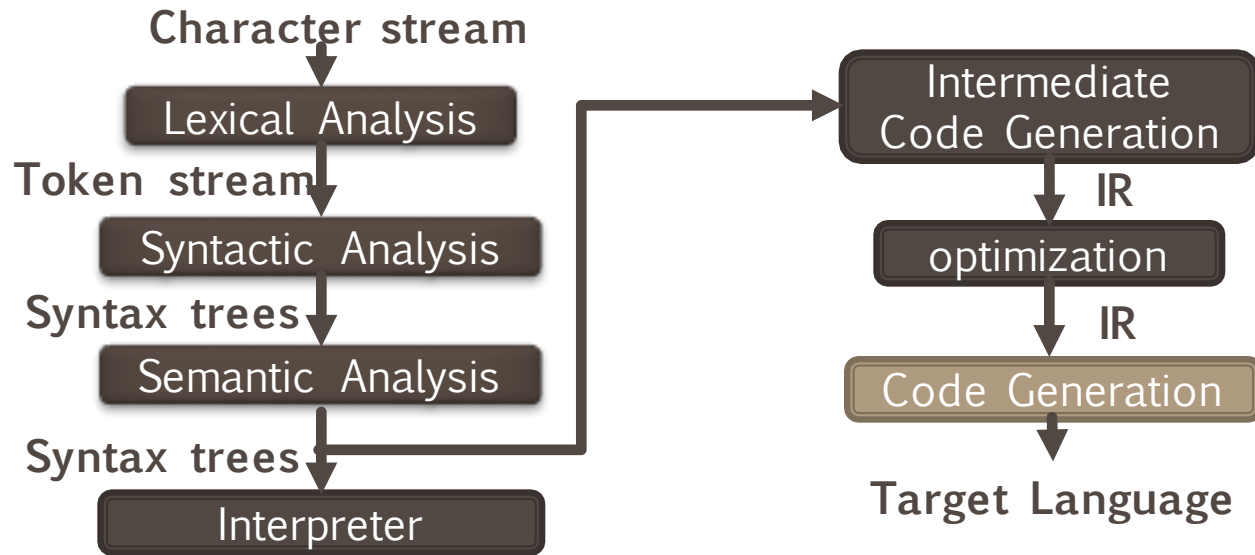 Character stream
Lexical Analysis
Token stream
Syntactic Analysis
Syntax trees
Semantic Analysis
Syntax trees
Interpreter
Intermediate
Code Generation
IR
optimization
IR
Code Generation
Target Language